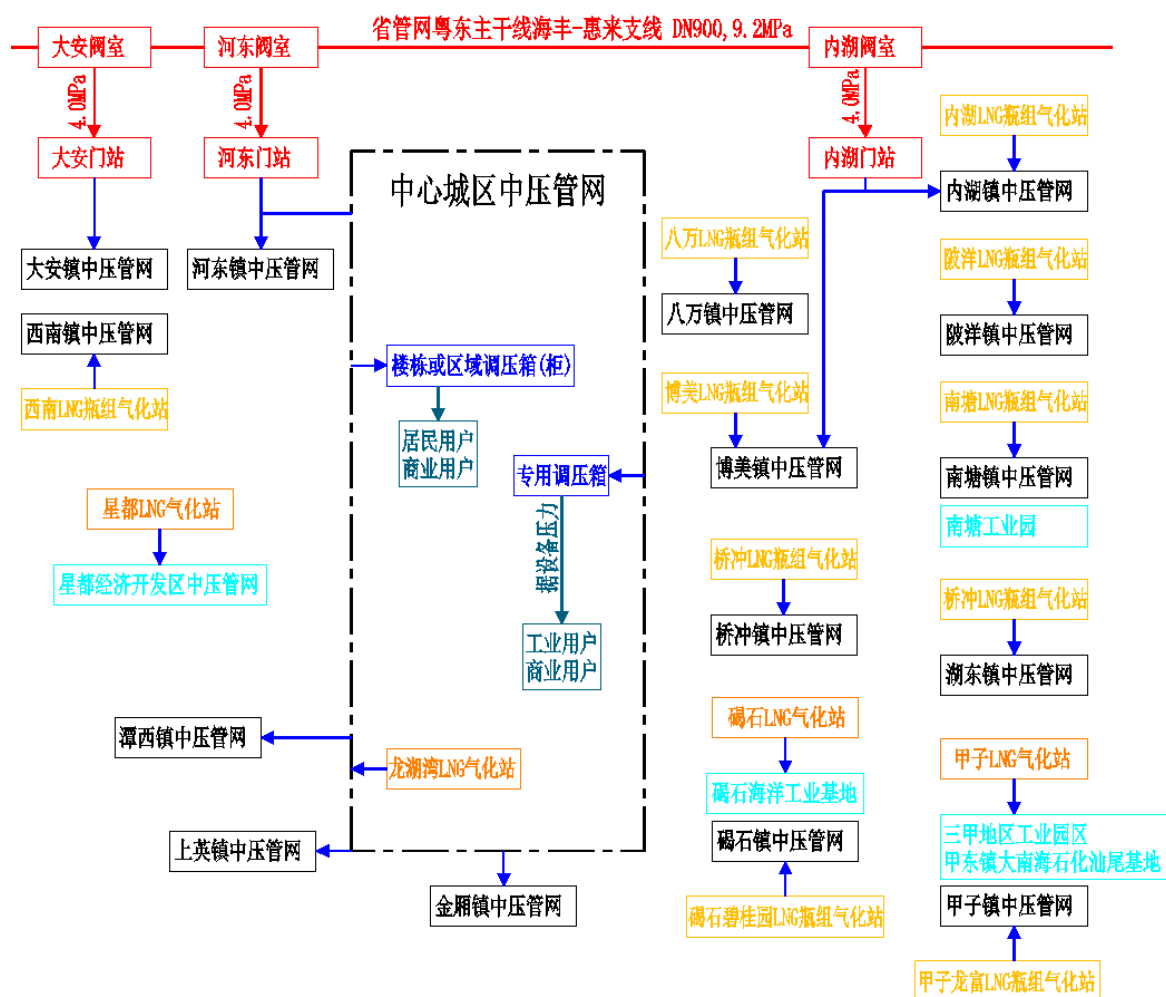 省管网粤东主干线海丰-惠来支线 DN900,9.2MPa
大安阀室
河东阀室
内湖阀室
4.0MPa
4.0MPa
4.0MPa
大安门站
河东门站
内湖门站
内湖LNG瓶组气化站
中心城区中压管网
内湖镇中压管网
八万LNG瓶组气化站
陂洋LNG瓶组气化站
大安镇中压管网
河东镇中压管网
八万镇中压管网
西南镇中压管网
陂洋镇中压管网
楼栋或区域调压箱(柜)
西南LNG瓶组气化站
博美LNG瓶组气化站
南塘LNG瓶组气化站
居民用户
商业用户
专用调压箱
博美镇中压管网
南塘镇中压管网
星都LNG气化站
南塘工业园
据设备压力
星都经济开发区中压管网
桥冲LNG瓶组气化站
桥冲LNG瓶组气化站
工业用户
商业用户
桥冲镇中压管网
湖东镇中压管网
碣石LNG气化站
潭西镇中压管网
龙湖湾LNG气化站
甲子LNG气化站
碣石海洋工业基地
上英镇中压管网
碣石镇中压管网
三甲地区工业园区
甲东镇大南海石化汕尾基地
金厢镇中压管网
碣石碧桂园LNG瓶组气化站
甲子镇中压管网
甲子龙富LNG瓶组气化站